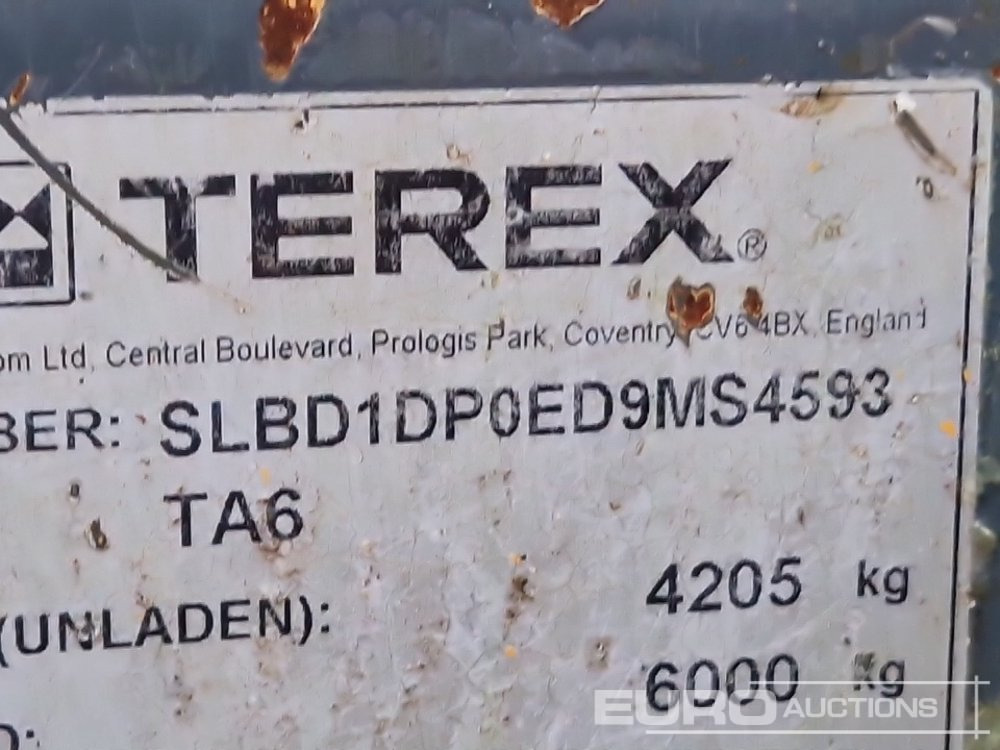 TEREX®
om Ltd, Central Boulevard, Prologis Park, Coventry, CV6 4BX, England
BER: SLBD1DP0ED9MS4593
TA6
(UNLADEN): 4205 kg
D: 6000 kg
EURO AUCTIONS